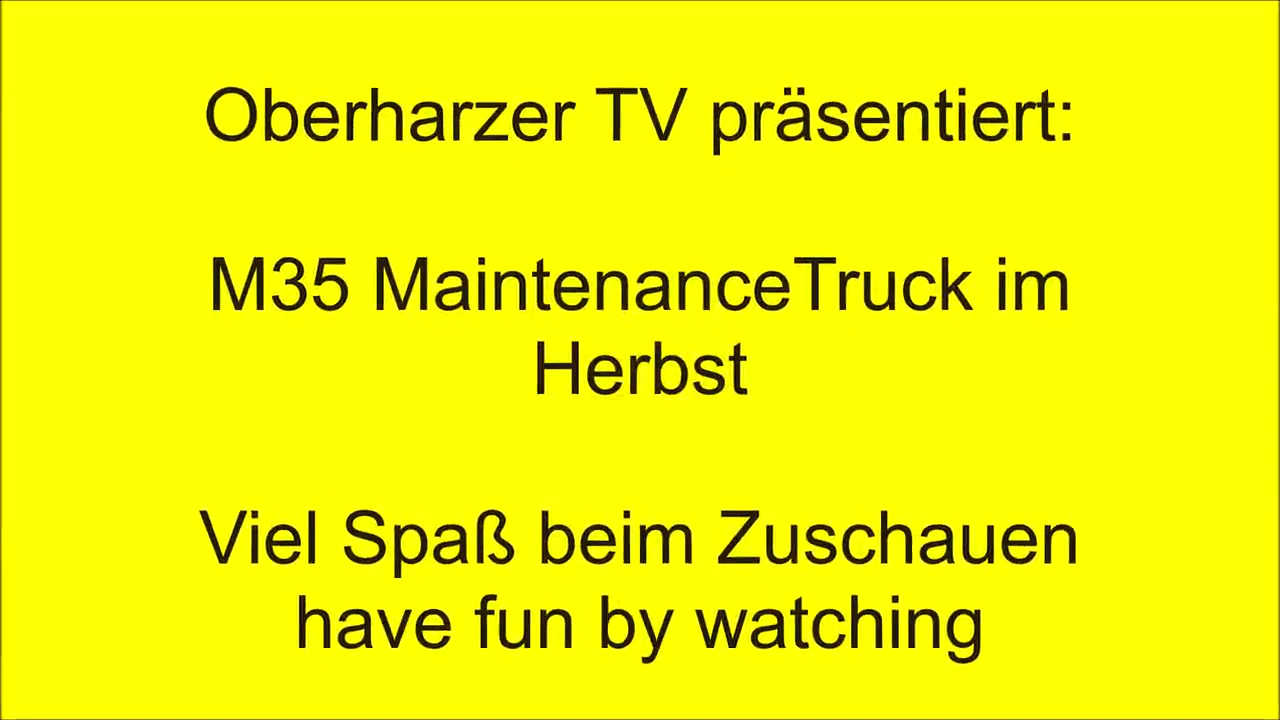 Oberharzer TV präsentiert:
M35 MaintenanceTruck im
Herbst
Viel Spaß beim Zuschauen
have fun by watching